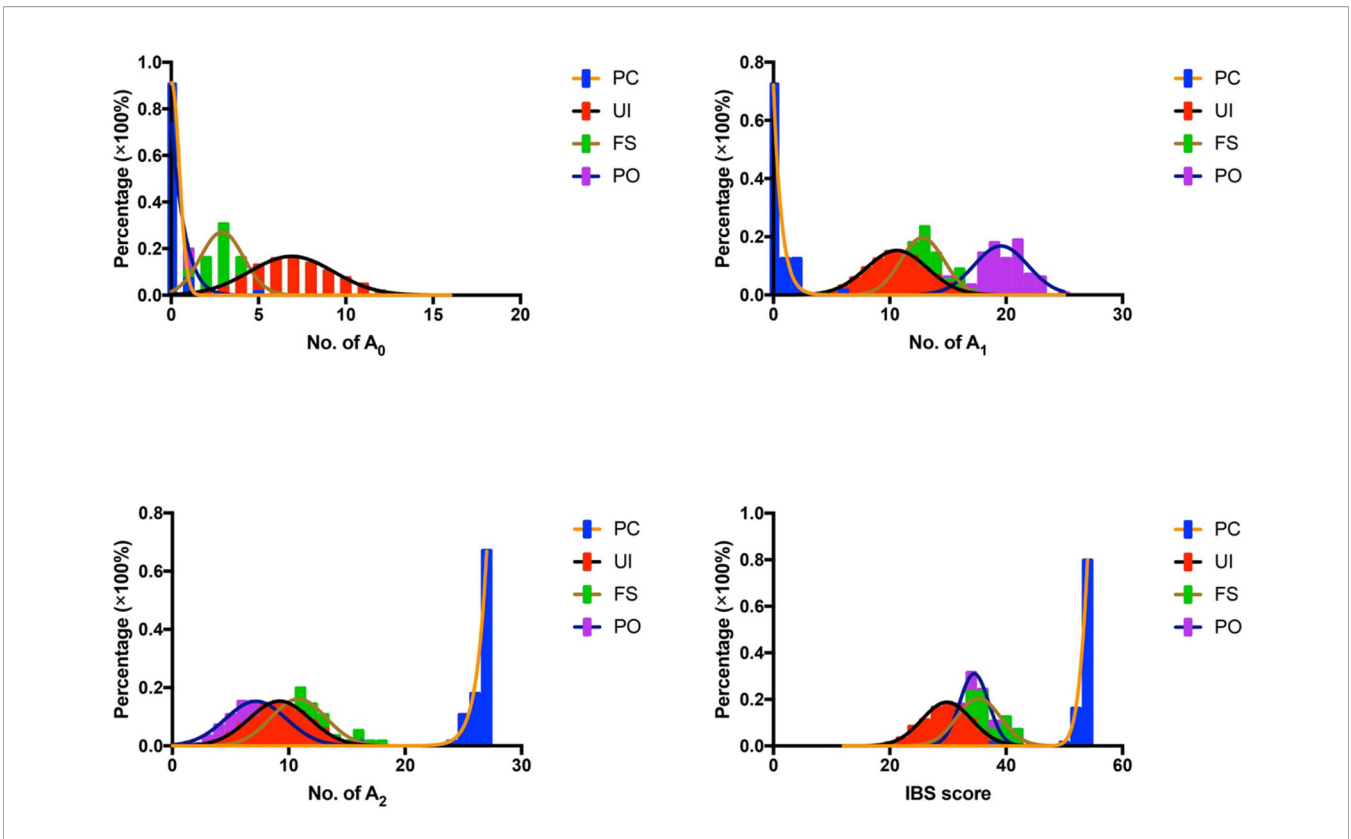 Percentage (×100%)
1.0
0.8
0.6
0.4
0.2
0.0
0 5 10 15 20
No. of A0
PC
UI
FS
PO
Percentage (×100%)
0.8
0.6
0.4
0.2
0.0
0 10 20 30
No. of A1
PC
UI
FS
PO
Percentage (×100%)
0.8
0.6
0.4
0.2
0.0
0 10 20 30
No. of A2
PC
UI
FS
PO
Percentage (×100%)
1.0
0.8
0.6
0.4
0.2
0.0
0 20 40 60
IBS score
PC
UI
FS
PO